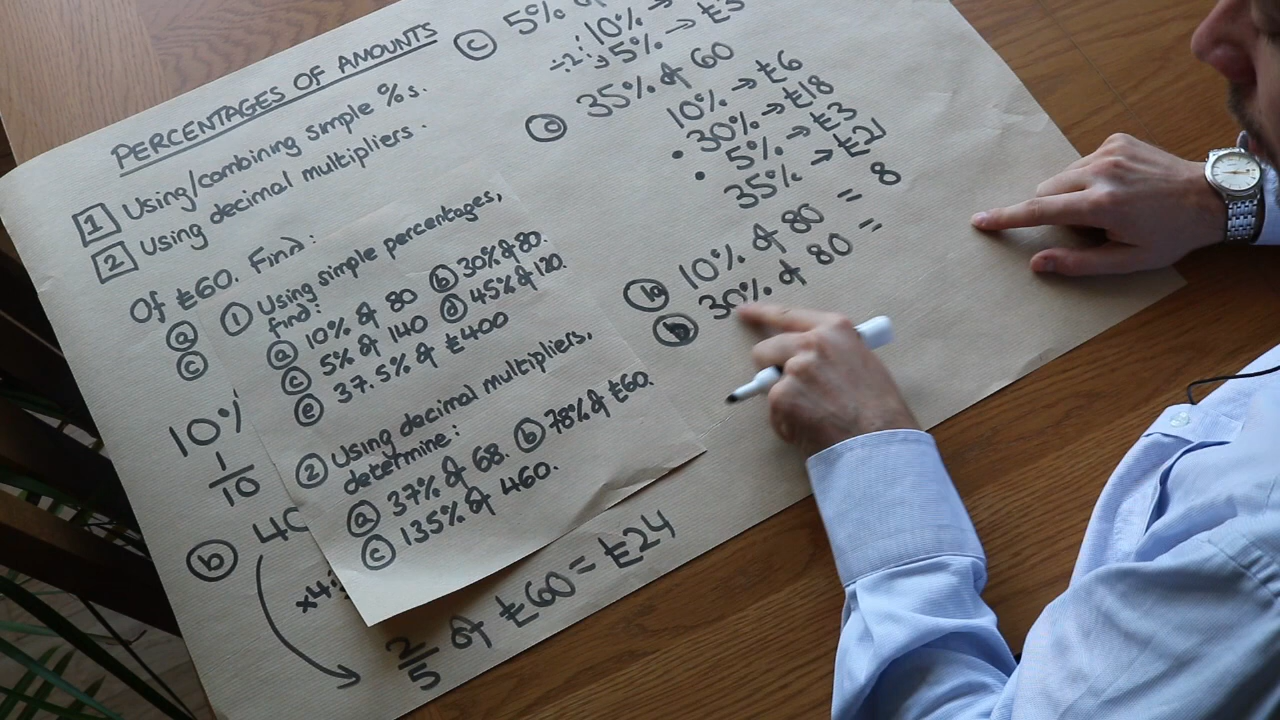 PERCENTAGES OF AMOUNTS
1 Using/combining simple %s.
2 Using decimal multipliers.
Of £60. Find:
a
c
10%
1/10
b 40
×4:
2/5 of £60 = £24
1 Using simple percentages,
find:
a 10% of 80 b 30% of 80.
c 5% of 140 d 45% of 120.
e 37.5% of £400
2 Using decimal multipliers,
determine:
a 37% of 68. b 78% of £60.
c 135% of 460.
c 5% of
10% →
÷2: 5% → £3
35% of 60
10% → £6
• 30% → £18
• 5% → £3
35% → £21
1a 10% of 80 = 8
b 30% of 80 =